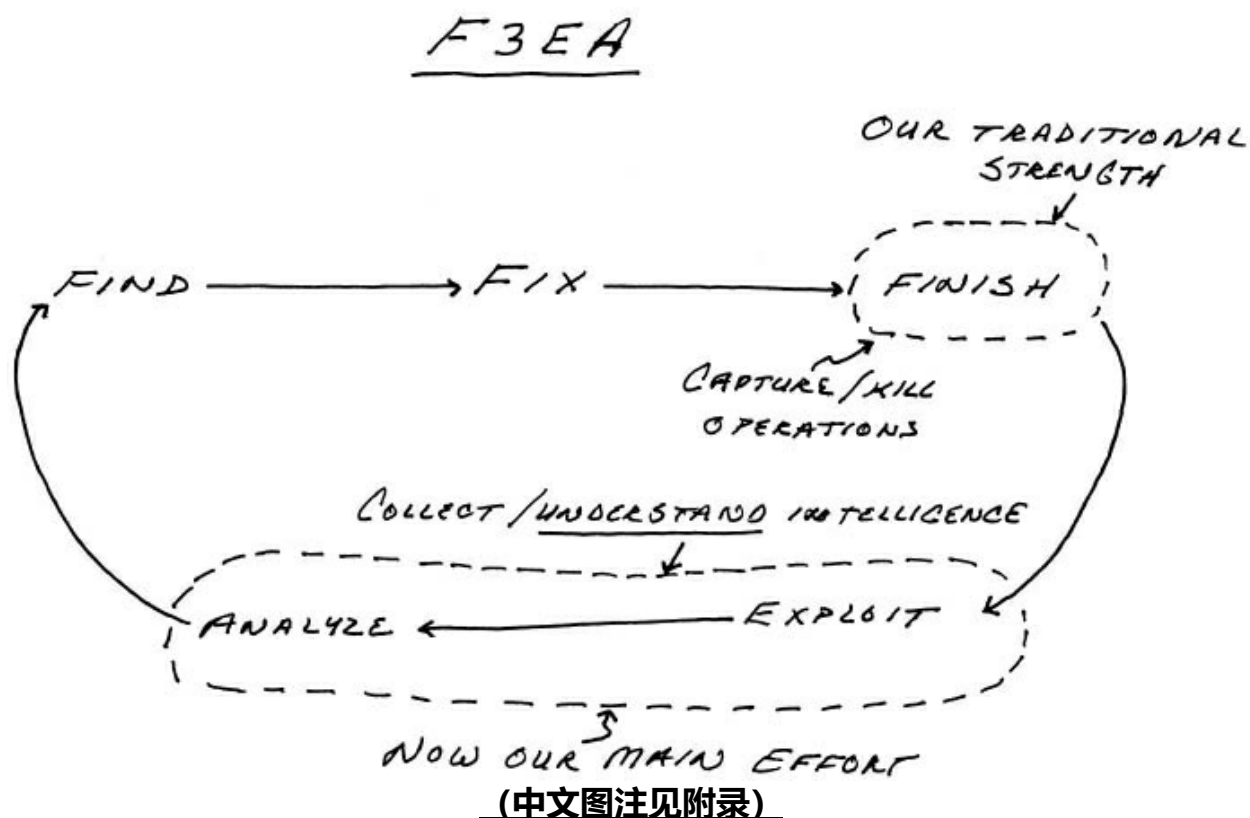 F3EA
OUR TRADITIONAL
STRENGTH
FIND
FIX
FINISH
CAPTURE/KILL
OPERATIONS
COLLECT/UNDERSTAND INTELLIGENCE
ANALYZE
EXPLOIT
NOW OUR MAIN EFFORT
(中文图注见附录)